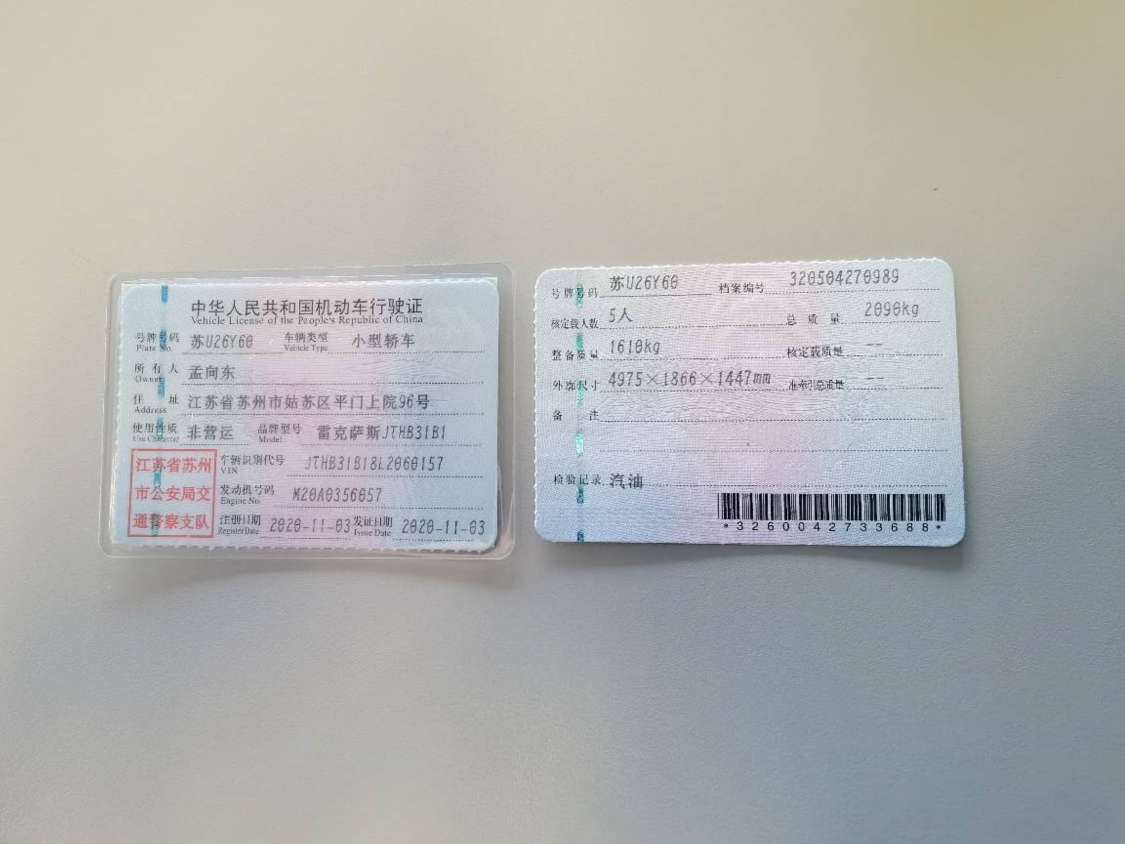 中华人民共和国机动车行驶证
Vehicle License of the People's Republic of China
号牌号码 苏U26Y60 车辆类型 小型轿车
Plate No. Vehicle Type
所有人 孟向东
Owner
住址 江苏省苏州市姑苏区平门上院96号
Address
使用性质 非营运 品牌型号 雷克萨斯JTHB31B1
Use Character Model
江苏省苏州
市公安局交
通警察支队
车辆识别代号 JTHB31B18L2060157
VIN
发动机号码 M20A0356057
Engine No.
注册日期 2020-11-03 发证日期 2020-11-03
Register Date Issue Date
号牌号码 苏U26Y60 档案编号 320504270989
核定载人数 5人 总质量 2090kg
整备质量 1610kg 核定载质量 --
外廓尺寸 4975×1866×1447mm 准牵引总质量 --
备注
检验记录 汽油
*3260042733688*